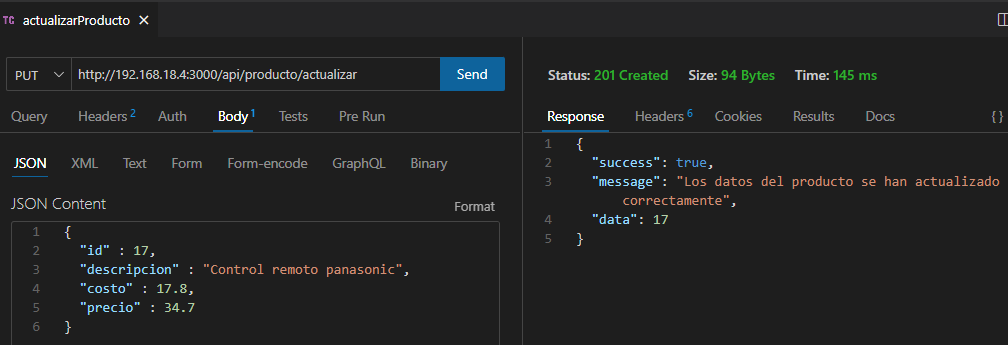 TC actualizarProducto
PUT http://192.168.18.4:3000/api/producto/actualizar Send
Query Headers 2 Auth Body 1 Tests Pre Run
JSON XML Text Form Form-encode GraphQL Binary
JSON Content Format
1 {
2 "id" : 17,
3 "descripcion" : "Control remoto panasonic",
4 "costo" : 17.8,
5 "precio" : 34.7
6 }
Status: 201 Created Size: 94 Bytes Time: 145 ms
Response Headers 6 Cookies Results Docs { }
1 {
2 "success": true,
3 "message": "Los datos del producto se han actualizado
correctamente",
4 "data": 17
5 }